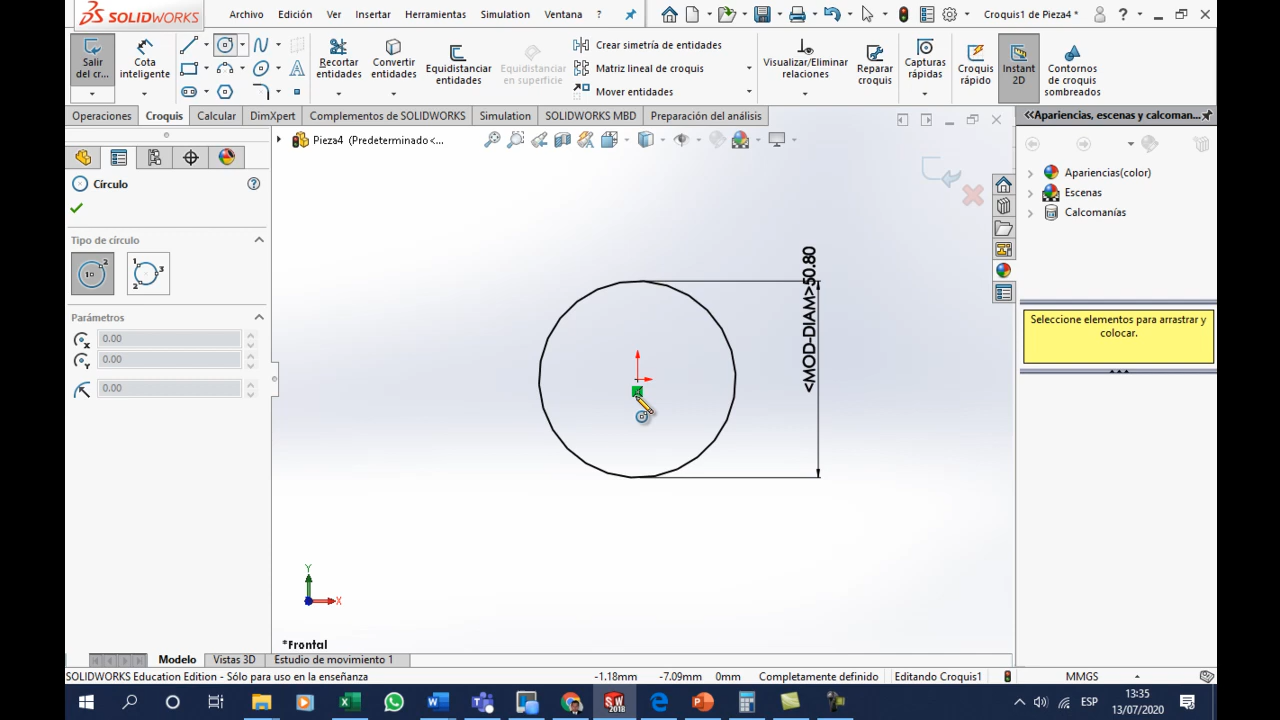 SOLIDWORKS
Archivo
Edición
Ver
Insertar
Herramientas
Simulation
Ventana
?
Croquis1 de Pieza4 *
?
Salir del cr...
Cota inteligente
Recortar entidades
Convertir entidades
Equidistanciar entidades
Equidistanciar en superficie
Crear simetría de entidades
Matriz lineal de croquis
Mover entidades
Visualizar/Eliminar relaciones
Reparar croquis
Capturas rápidas
Croquis rápido
Instant 2D
Contornos de croquis sombreados
Operaciones
Croquis
Calcular
DimXpert
Complementos de SOLIDWORKS
Simulation
SOLIDWORKS MBD
Preparación del análisis
<<Apariencias, escenas y calcoman...
Pieza4 (Predeterminado <...
Apariencias(color)
Escenas
Calcomanías
Círculo
Tipo de círculo
Parámetros
0.00
0.00
0.00
<MOD-DIAM>50.80
Seleccione elementos para arrastrar y
colocar.
Y
X
*Frontal
Modelo
Vistas 3D
Estudio de movimiento 1
SOLIDWORKS Education Edition - Sólo para uso en la enseñanza
-1.18mm
-7.09mm
0mm
Completamente definido
Editando Croquis1
MMGS
ESP
13:35
13/07/2020